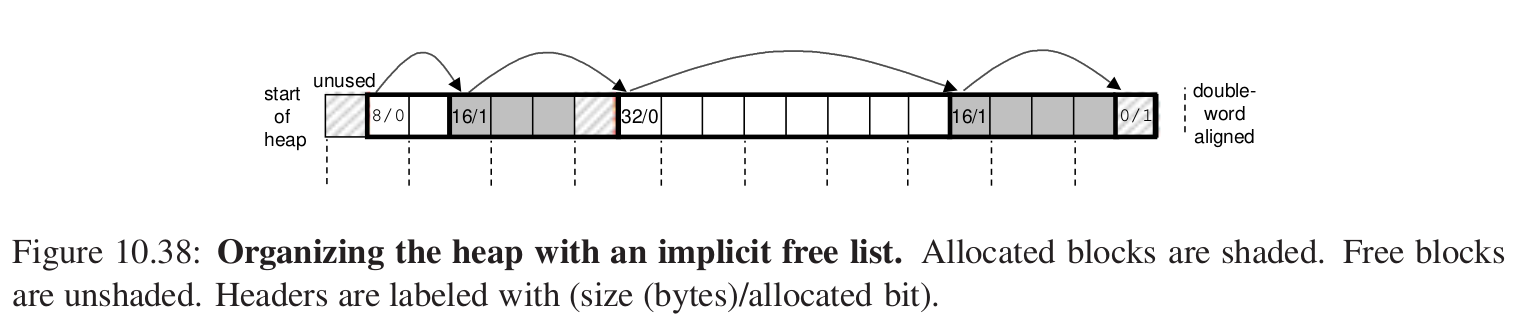 unused
start
of
heap
8/0
16/1
32/0
16/1
0/1
double-
word
aligned
Figure 10.38: Organizing the heap with an implicit free list. Allocated blocks are shaded. Free blocks
are unshaded. Headers are labeled with (size (bytes)/allocated bit).